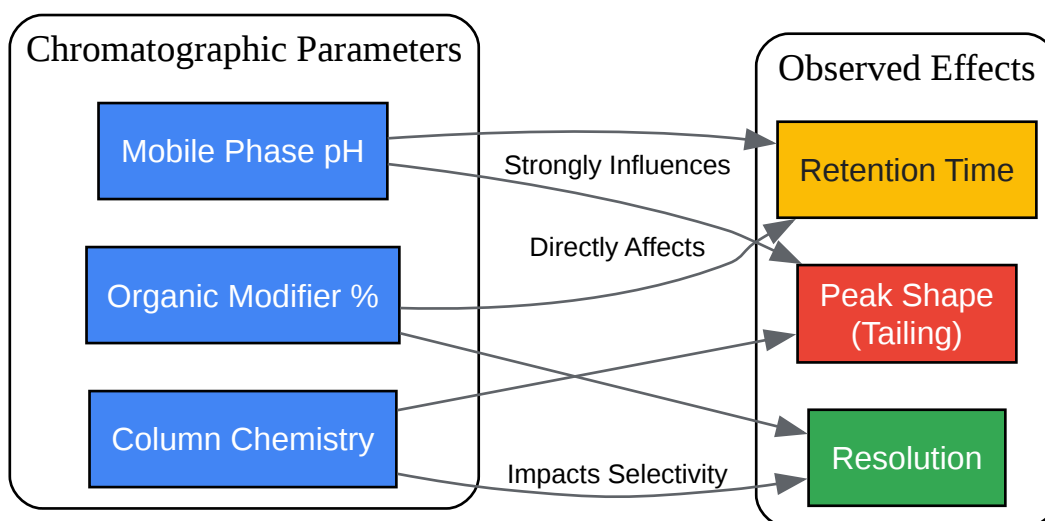 Chromatographic Parameters
Observed Effects
Mobile Phase pH
Strongly Influences
Retention Time
Directly Affects
Organic Modifier %
Peak Shape
(Tailing)
Column Chemistry
Impacts Selectivity
Resolution